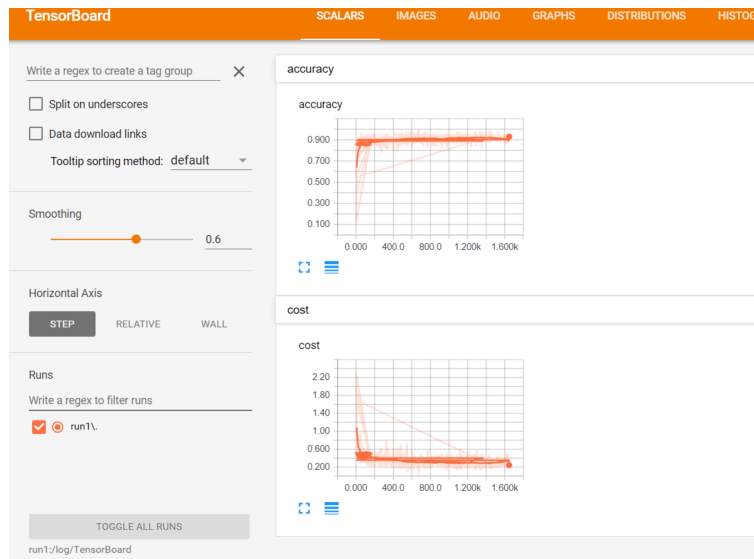 TensorBoard
SCALARS IMAGES AUDIO GRAPHS DISTRIBUTIONS HISTOG
Write a regex to create a tag group
Split on underscores
Data download links
Tooltip sorting method: default
Smoothing
0.6
Horizontal Axis
STEP RELATIVE WALL
Runs
Write a regex to filter runs
run1\.
TOGGLE ALL RUNS
run1:/log/TensorBoard
accuracy
accuracy
0.900
0.700
0.500
0.300
0.100
0.000 400.0 800.0 1.200k 1.600k
cost
cost
2.20
1.80
1.40
1.00
0.600
0.200
0.000 400.0 800.0 1.200k 1.600k